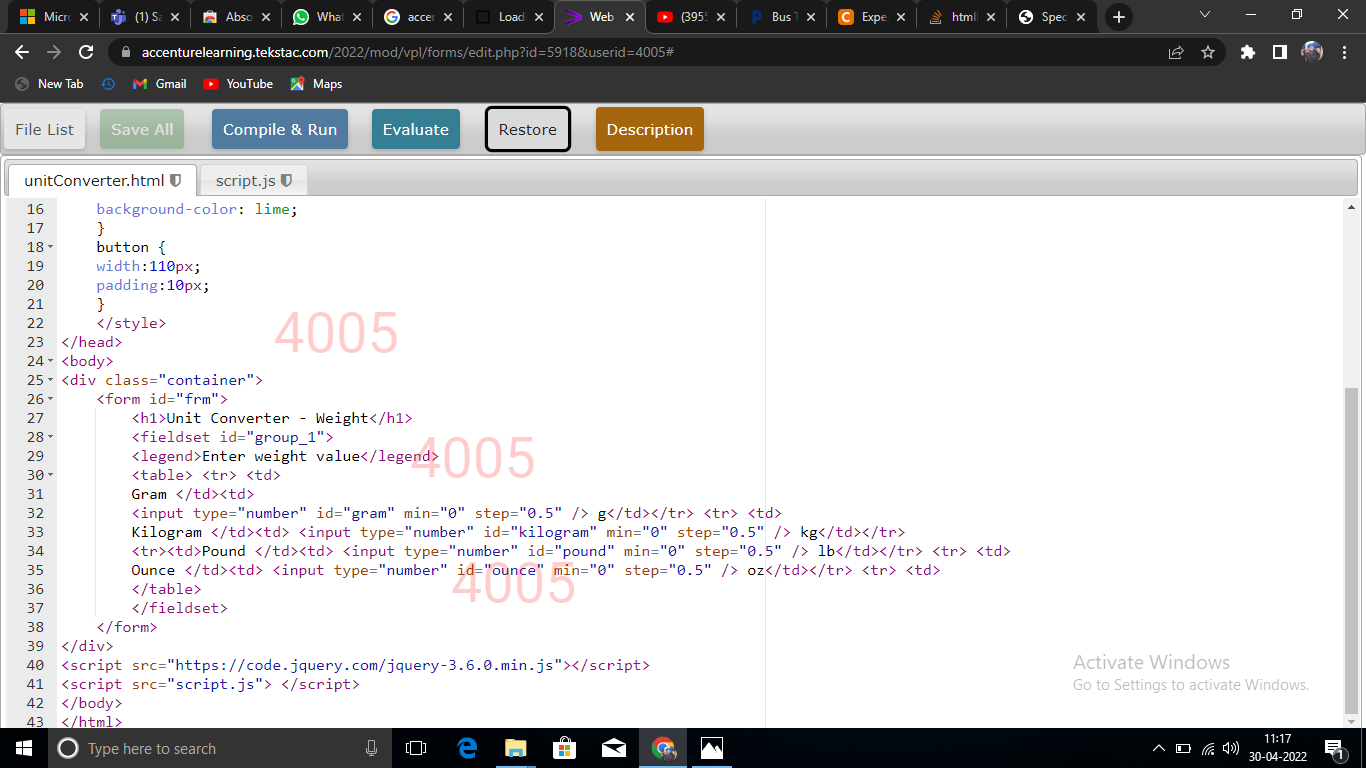 Micro
(1) Sa
Abso
What
accen
Loadi
Web
(3955
Bus T
Expe
htmll
Spec
accenturelearning.tekstac.com/2022/mod/vpl/forms/edit.php?id=5918&userid=4005#
New Tab
Gmail
YouTube
Maps
File List
Save All
Compile & Run
Evaluate
Restore
Description
unitConverter.html
script.js
16 background-color: lime;
17 }
18 button {
19 width:110px;
20 padding:10px;
21 }
22 </style>
23 </head>
24 <body>
25 <div class="container">
26 <form id="frm">
27 <h1>Unit Converter - Weight</h1>
28 <fieldset id="group_1">
29 <legend>Enter weight value</legend>
30 <table> <tr> <td>
31 Gram </td><td>
32 <input type="number" id="gram" min="0" step="0.5" /> g</td></tr> <tr> <td>
33 Kilogram </td><td> <input type="number" id="kilogram" min="0" step="0.5" /> kg</td></tr>
34 <tr><td>Pound </td><td> <input type="number" id="pound" min="0" step="0.5" /> lb</td></tr> <tr> <td>
35 Ounce </td><td> <input type="number" id="ounce" min="0" step="0.5" /> oz</td></tr> <tr> <td>
36 </table>
37 </fieldset>
38 </form>
39 </div>
40 <script src="https://code.jquery.com/jquery-3.6.0.min.js"></script>
41 <script src="script.js"> </script>
42 </body>
43 </html>
4005
4005
4005
Activate Windows
Go to Settings to activate Windows.
Type here to search
11:17
30-04-2022
1